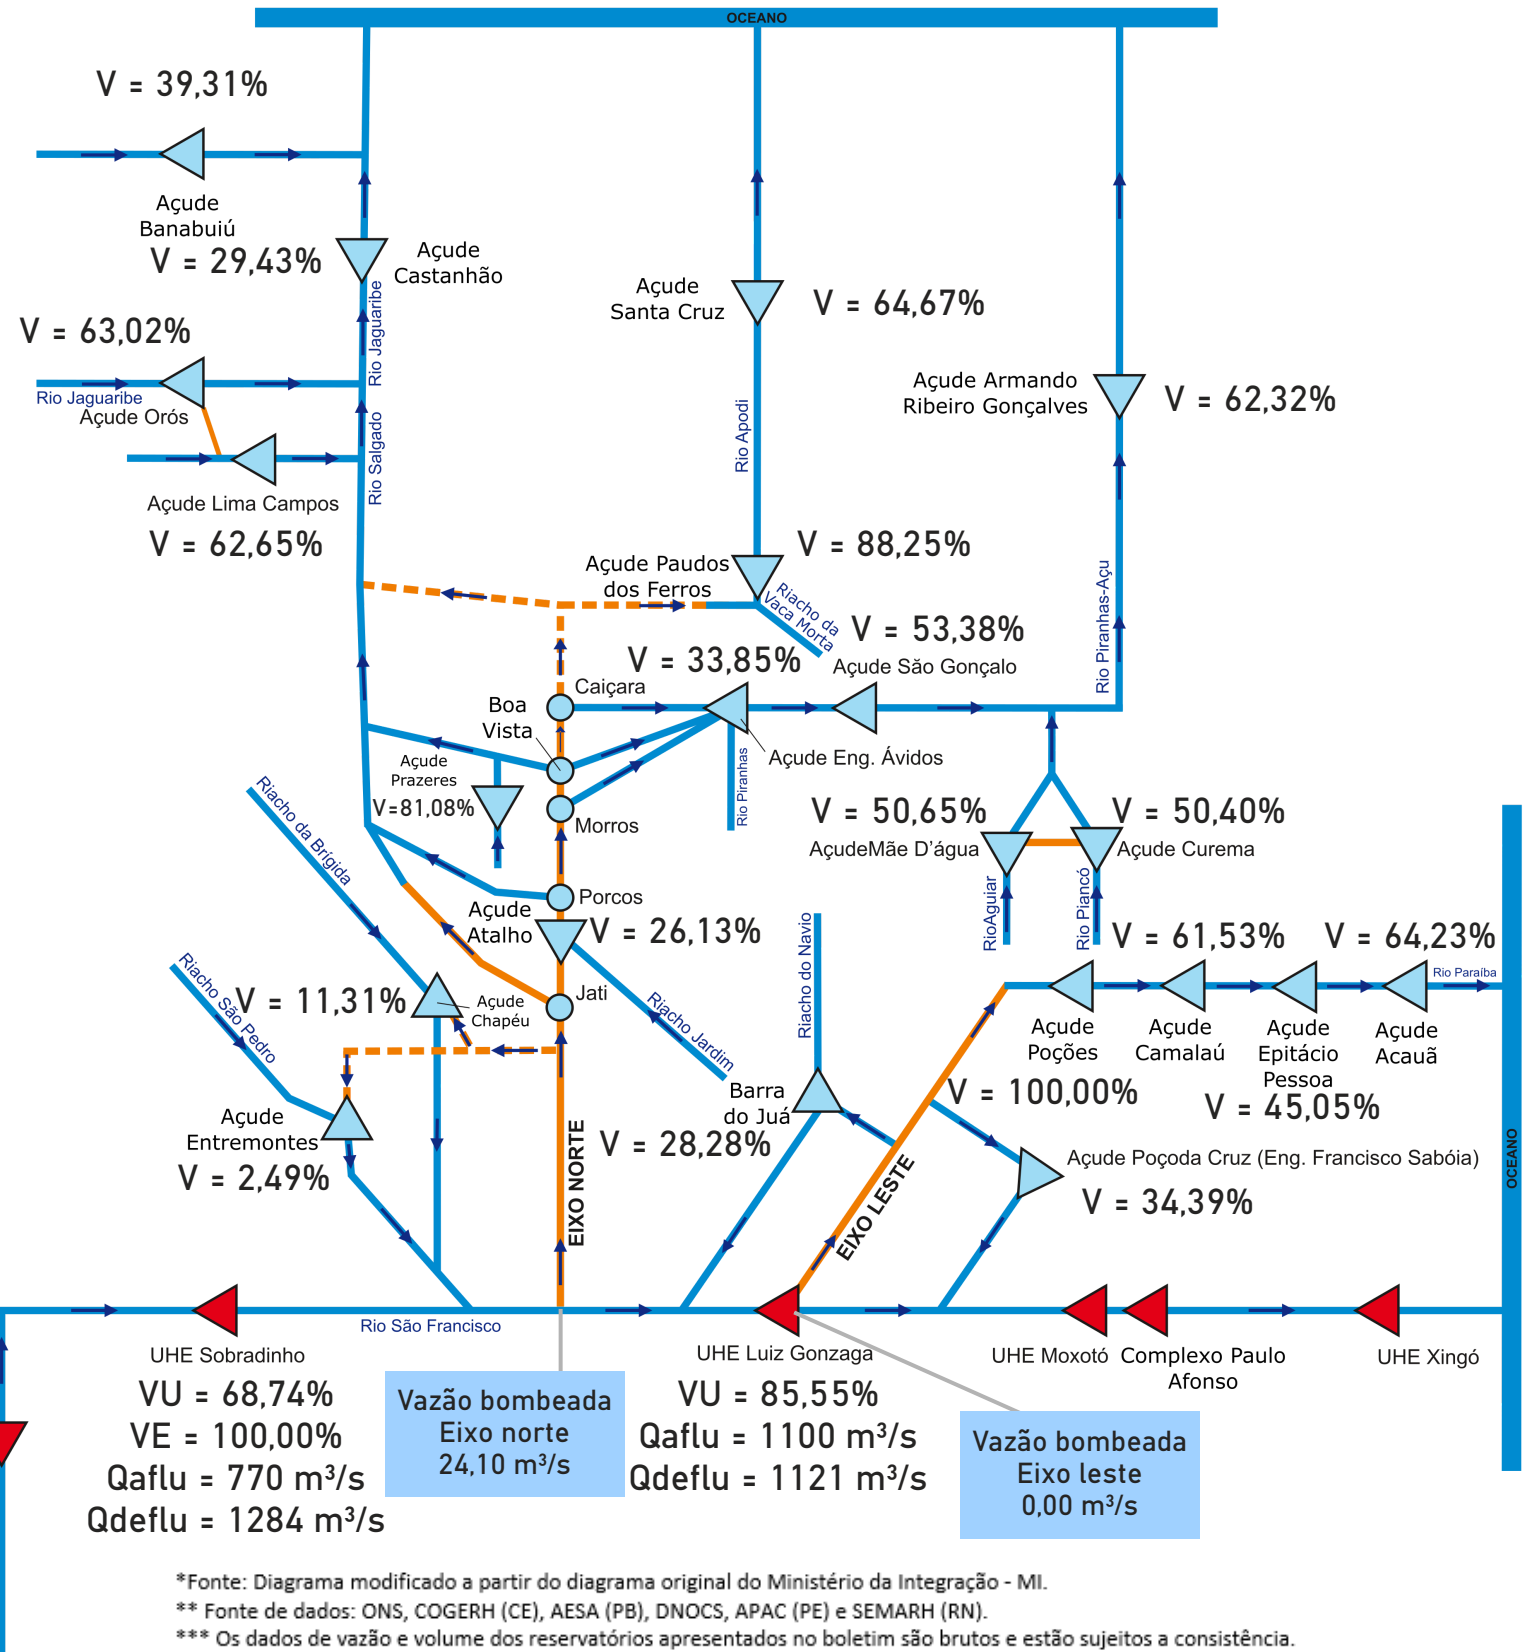 OCEANO
V = 39,31%
Açude
Banabuiú
V = 29,43%
Açude
Castanhão
Rio Jaguaribe
Açude
Santa Cruz
V = 64,67%
V = 63,02%
Rio Jaguaribe
Açude Orós
Açude Armando
Ribeiro Gonçalves
V = 62,32%
Rio Salgado
Rio Apodi
Açude Lima Campos
V = 62,65%
V = 88,25%
Açude Paudos
dos Ferros
Riacho da
Vaca Morta
Rio Piranhas-Açu
V = 53,38%
V = 33,85%
Açude São Gonçalo
Caiçara
Boa
Vista
Açude Eng. Ávidos
Rio Piranhas
Açude
Prazeres
V=81,08%
Morros
Riacho da Brígida
V = 50,65%
V = 50,40%
AçudeMãe D'água
Açude Curema
RioAguiar
Rio Piancó
Porcos
Açude
Atalho
V = 26,13%
Riacho do Navio
V = 61,53%
V = 64,23%
Rio Paraíba
Riacho São Pedro
V = 11,31%
Açude
Chapéu
Jati
Riacho Jardim
Açude
Poções
Açude
Camalaú
Açude
Epitácio
Pessoa
Açude
Acauã
V = 100,00%
V = 45,05%
Barra
do Juá
V = 28,28%
Açude
Entremontes
V = 2,49%
EIXO NORTE
EIXO LESTE
Açude Poçoda Cruz (Eng. Francisco Sabóia)
V = 34,39%
OCEANO
Rio São Francisco
UHE Sobradinho
VU = 68,74%
VE = 100,00%
Qaflu = 770 m³/s
Qdeflu = 1284 m³/s
Vazão bombeada
Eixo norte
24,10 m³/s
UHE Luiz Gonzaga
VU = 85,55%
Qaflu = 1100 m³/s
Qdeflu = 1121 m³/s
Vazão bombeada
Eixo leste
0,00 m³/s
UHE Moxotó
Complexo Paulo
Afonso
UHE Xingó
*Fonte: Diagrama modificado a partir do diagrama original do Ministério da Integração - MI.
** Fonte de dados: ONS, COGERH (CE), AESA (PB), DNOCS, APAC (PE) e SEMARH (RN).
*** Os dados de vazão e volume dos reservatórios apresentados no boletim são brutos e estão sujeitos a consistência.